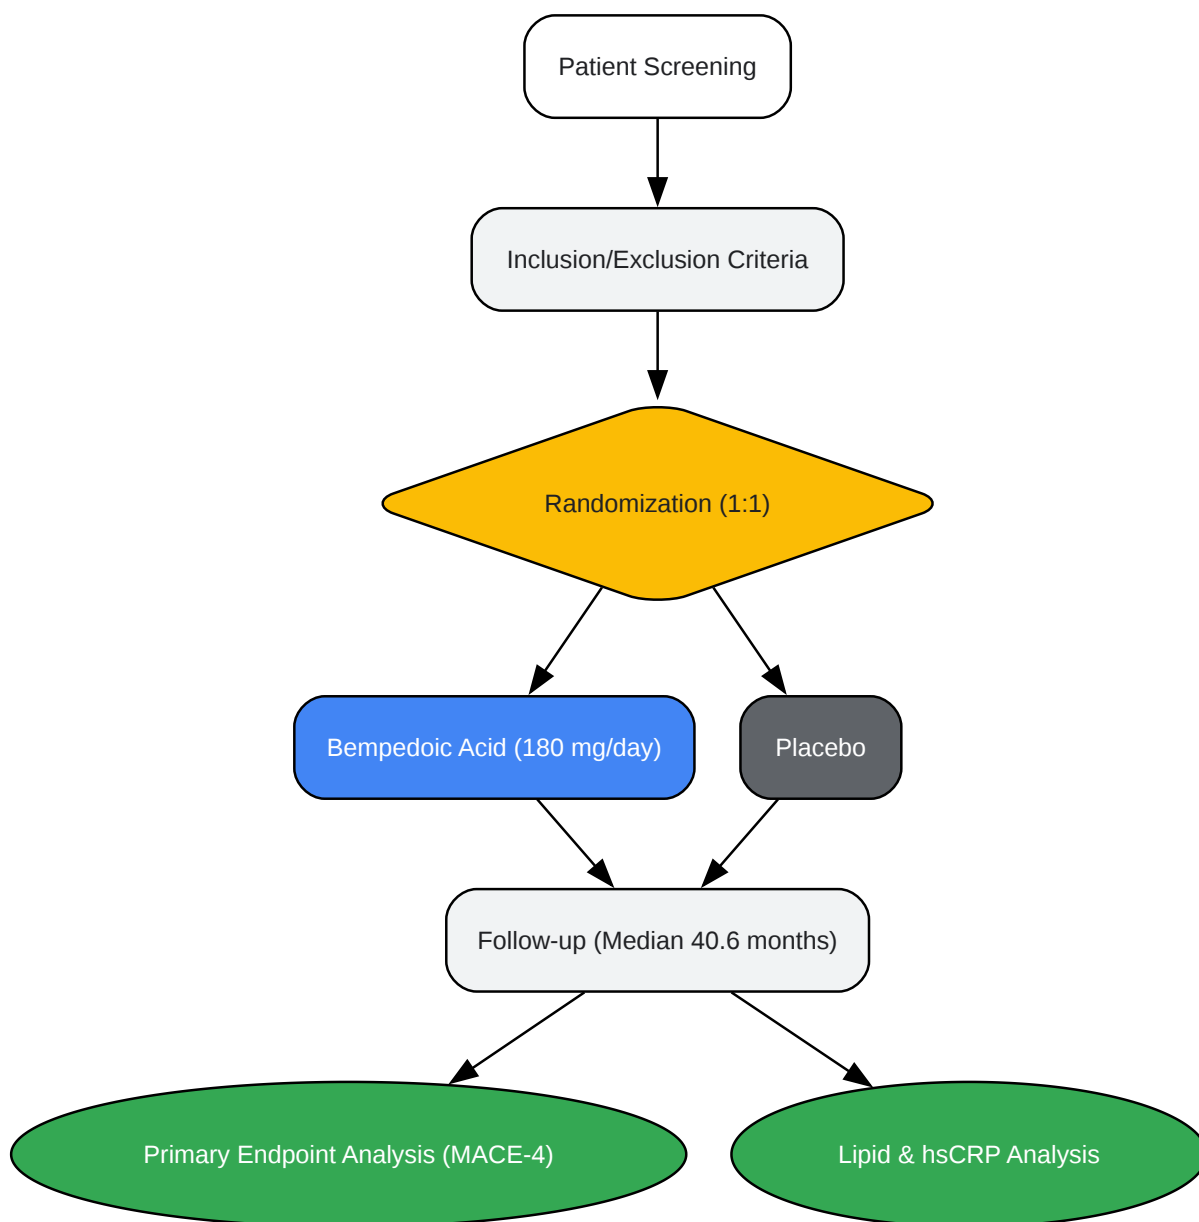 Patient Screening
Inclusion/Exclusion Criteria
Randomization (1:1)
Bempedoic Acid (180 mg/day)
Placebo
Follow-up (Median 40.6 months)
Primary Endpoint Analysis (MACE-4)
Lipid & hsCRP Analysis